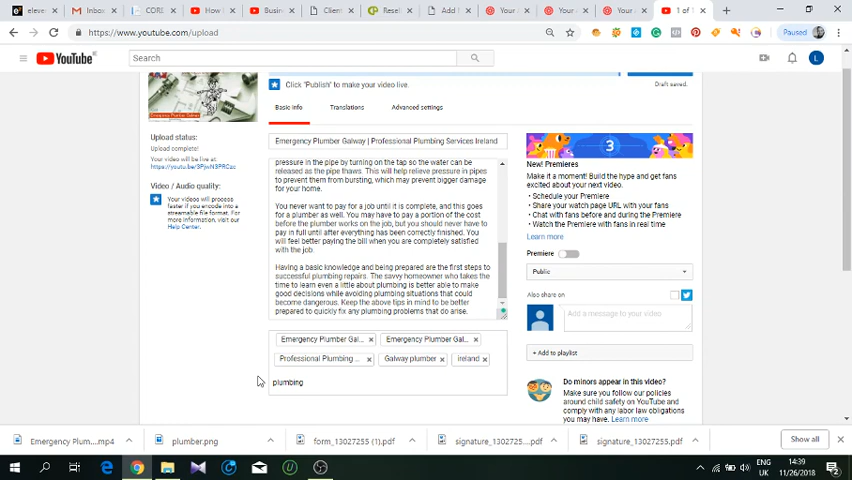 eleve
Inbox
CORE
How t
Busin
Client
Resell
Add l
Your A
Your A
Your A
1 of 1
https://www.youtube.com/upload
Paused
YouTube
Search
L
Click "Publish" to make your video live.
Draft saved.
Basic info
Translations
Advanced settings
Upload status:
Upload complete!
Your video will be live at:
Video / Audio quality:
Your videos will process
faster if you encode into a
streamable file format. For
more information, visit our
Help Center.
Emergency Plumber Galway | Professional Plumbing Services Ireland
pressure in the pipe by turning on the tap so the water can be
released as the pipe thaws. This will help relieve pressure in pipes
to prevent them from bursting, which may prevent bigger damage
for your home.
You never want to pay for a job until it is complete, and this goes
for a plumber as well. You may have to pay a portion of the cost
before the plumber works on the job, but you should never have to
pay in full until after everything has been correctly finished. You
will feel better paying the bill when you are completely satisfied
with the job.
Having a basic knowledge and being prepared are the first steps to
successful plumbing repairs. The savvy homeowner who takes the
time to learn even a little about plumbing is better able to make
good decisions while avoiding plumbing situations that could
become dangerous. Keep the above tips in mind to be better
prepared to quickly fix any plumbing problems that do arise.
Emergency Plumber Gal... ×
Emergency Plumber Gal... ×
Professional Plumbing ... ×
Galway plumber ×
ireland ×
plumbing
3
New! Premieres
Make it a moment! Build the hype and get fans
excited about your next video.
• Schedule your Premiere
• Share your watch page URL with your fans
• Chat with fans before and during the Premiere
• Watch the Premiere with fans in real time
Learn more
Premiere
Public
Also share on
Add a message to your video
+ Add to playlist
Do minors appear in this video?
Make sure you follow our policies
around child safety on YouTube and
comply with any labor law obligations
you may have. Learn more
Emergency Plum....mp4
plumber.png
form_13027255 (1).pdf
signature_1302725....pdf
signature_13027255.pdf
Show all
ENG
UK
14:39
11/26/2018
2